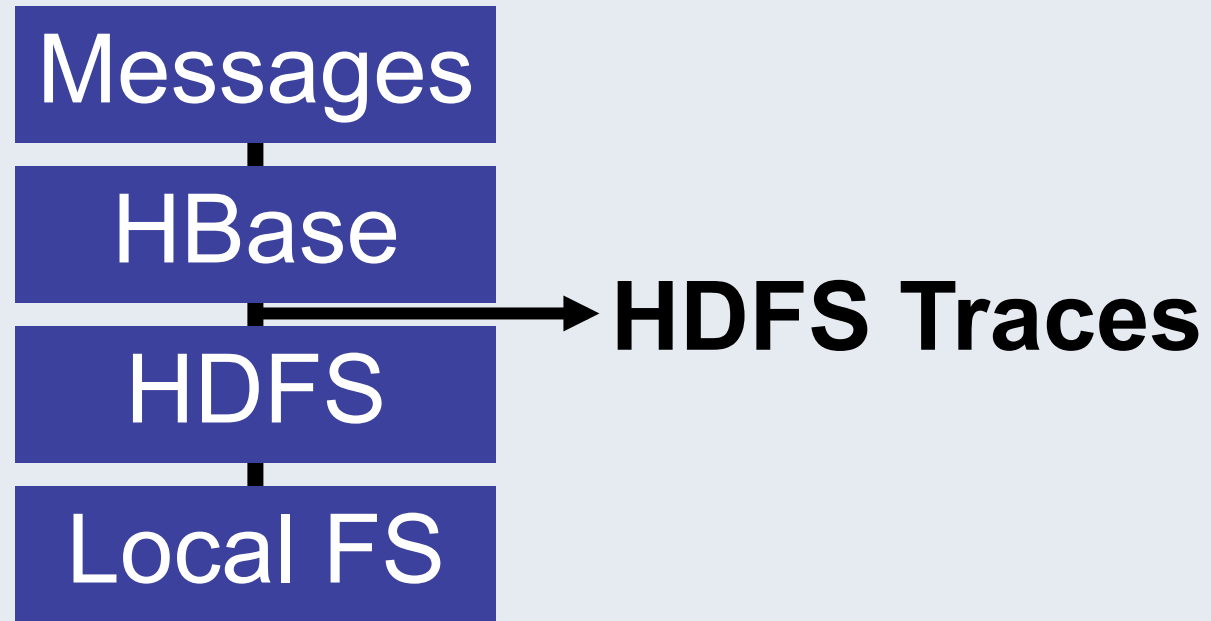 Messages
HBase
HDFS Traces
HDFS
Local FS